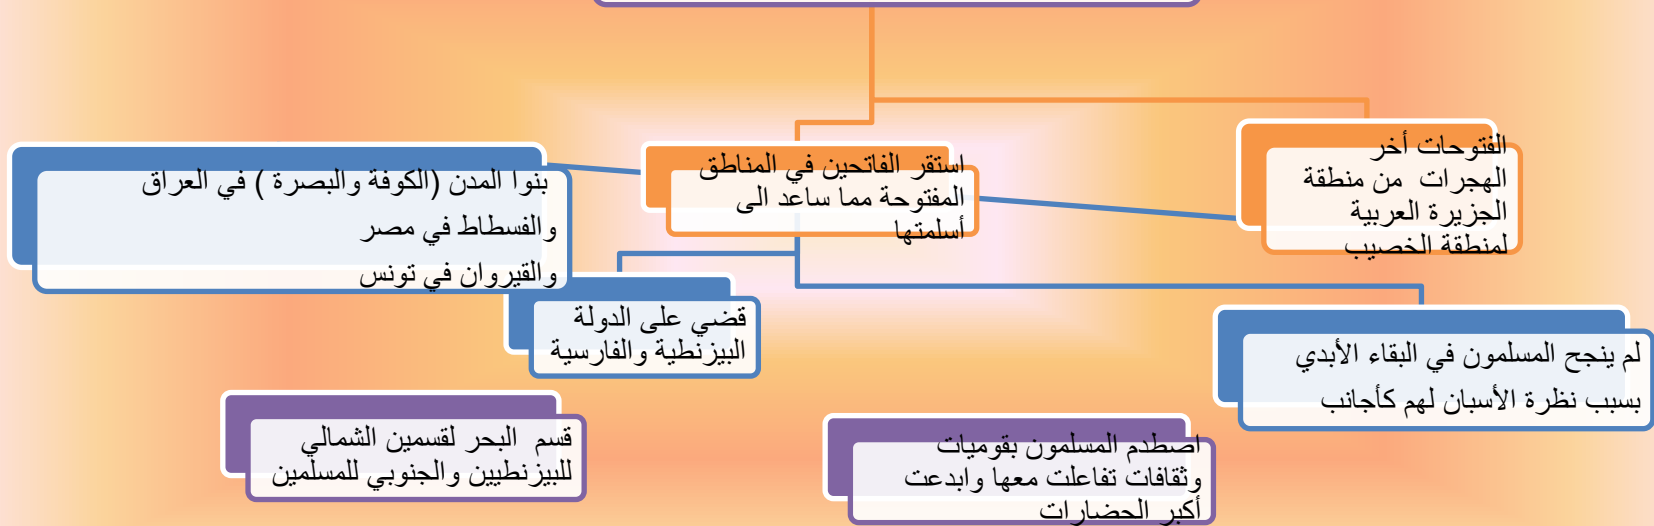 الفتوحات أخر
الهجرات من منطقة
الجزيرة العربية
لمنطقة الخصيب
استقر الفاتحين في المناطق
المفتوحة مما ساعد الى
أسلمتها
بنوا المدن (الكوفة والبصرة ) في العراق
والفسطاط في مصر
والقيروان في تونس
قضي على الدولة
البيزنطية والفارسية
لم ينجح المسلمون في البقاء الأبدي
بسبب نظرة الأسبان لهم كأجانب
اصطدم المسلمون بقوميات
وثقافات تفاعلت معها وابدعت
أكبر الحضارات
قسم البحر لقسمين الشمالي
للبيزنطيين والجنوبي للمسلمين